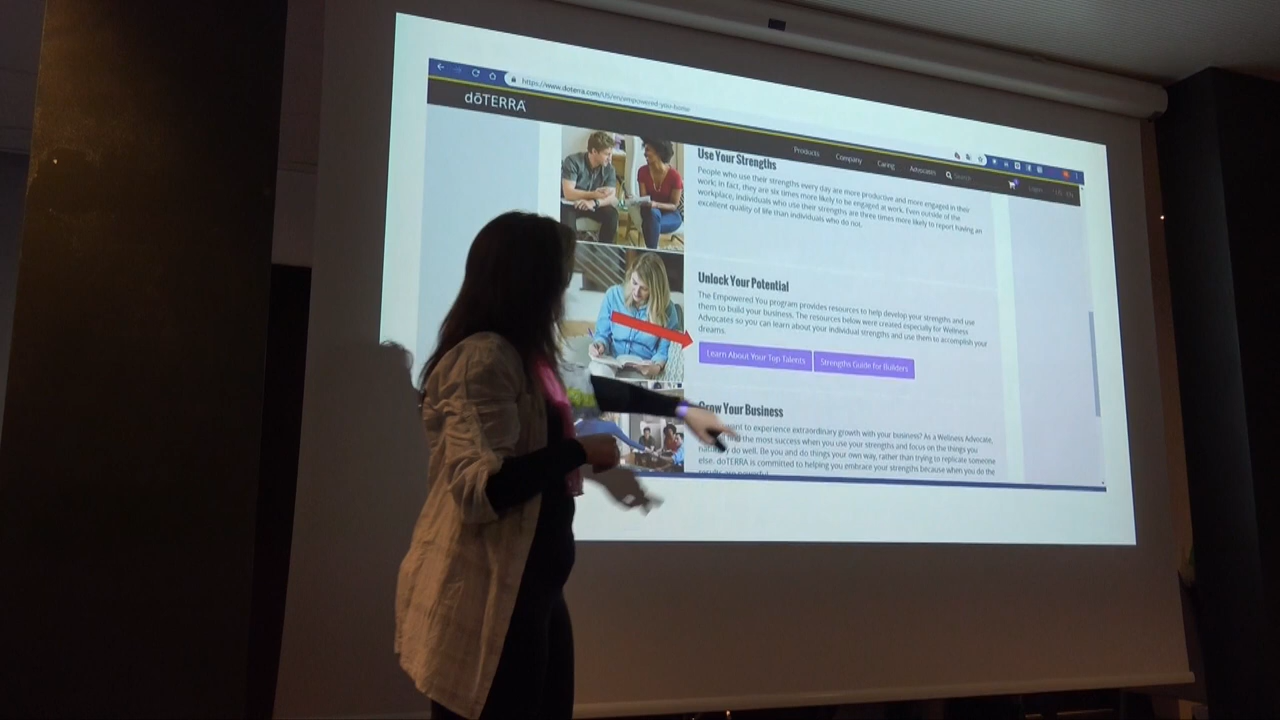 https://www.doterra.com/US/en/empowered-you-home
dōTERRA
Products Company Caring Advocates Search Login
Use Your Strengths
People who use their strengths every day are more productive and more engaged in their
work; in fact, they are six times more likely to be engaged at work. Even outside of the
workplace, individuals who use their strengths are three times more likely to report having an
excellent quality of life than individuals who do not.
Unlock Your Potential
The Empowered You program provides resources to help develop your strengths and use
them to build your business. The resources below were created especially for Wellness
Advocates so you can learn about your individual strengths and use them to accomplish your
dreams.
Learn About Your Top Talents Strengths Guide for Builders
Grow Your Business
want to experience extraordinary growth with your business? As a Wellness Advocate,
find the most success when you use your strengths and focus on the things you
do well. Be you and do things your own way, rather than trying to replicate someone
else. doTERRA is committed to helping you embrace your strengths because when you do the
results are powerful